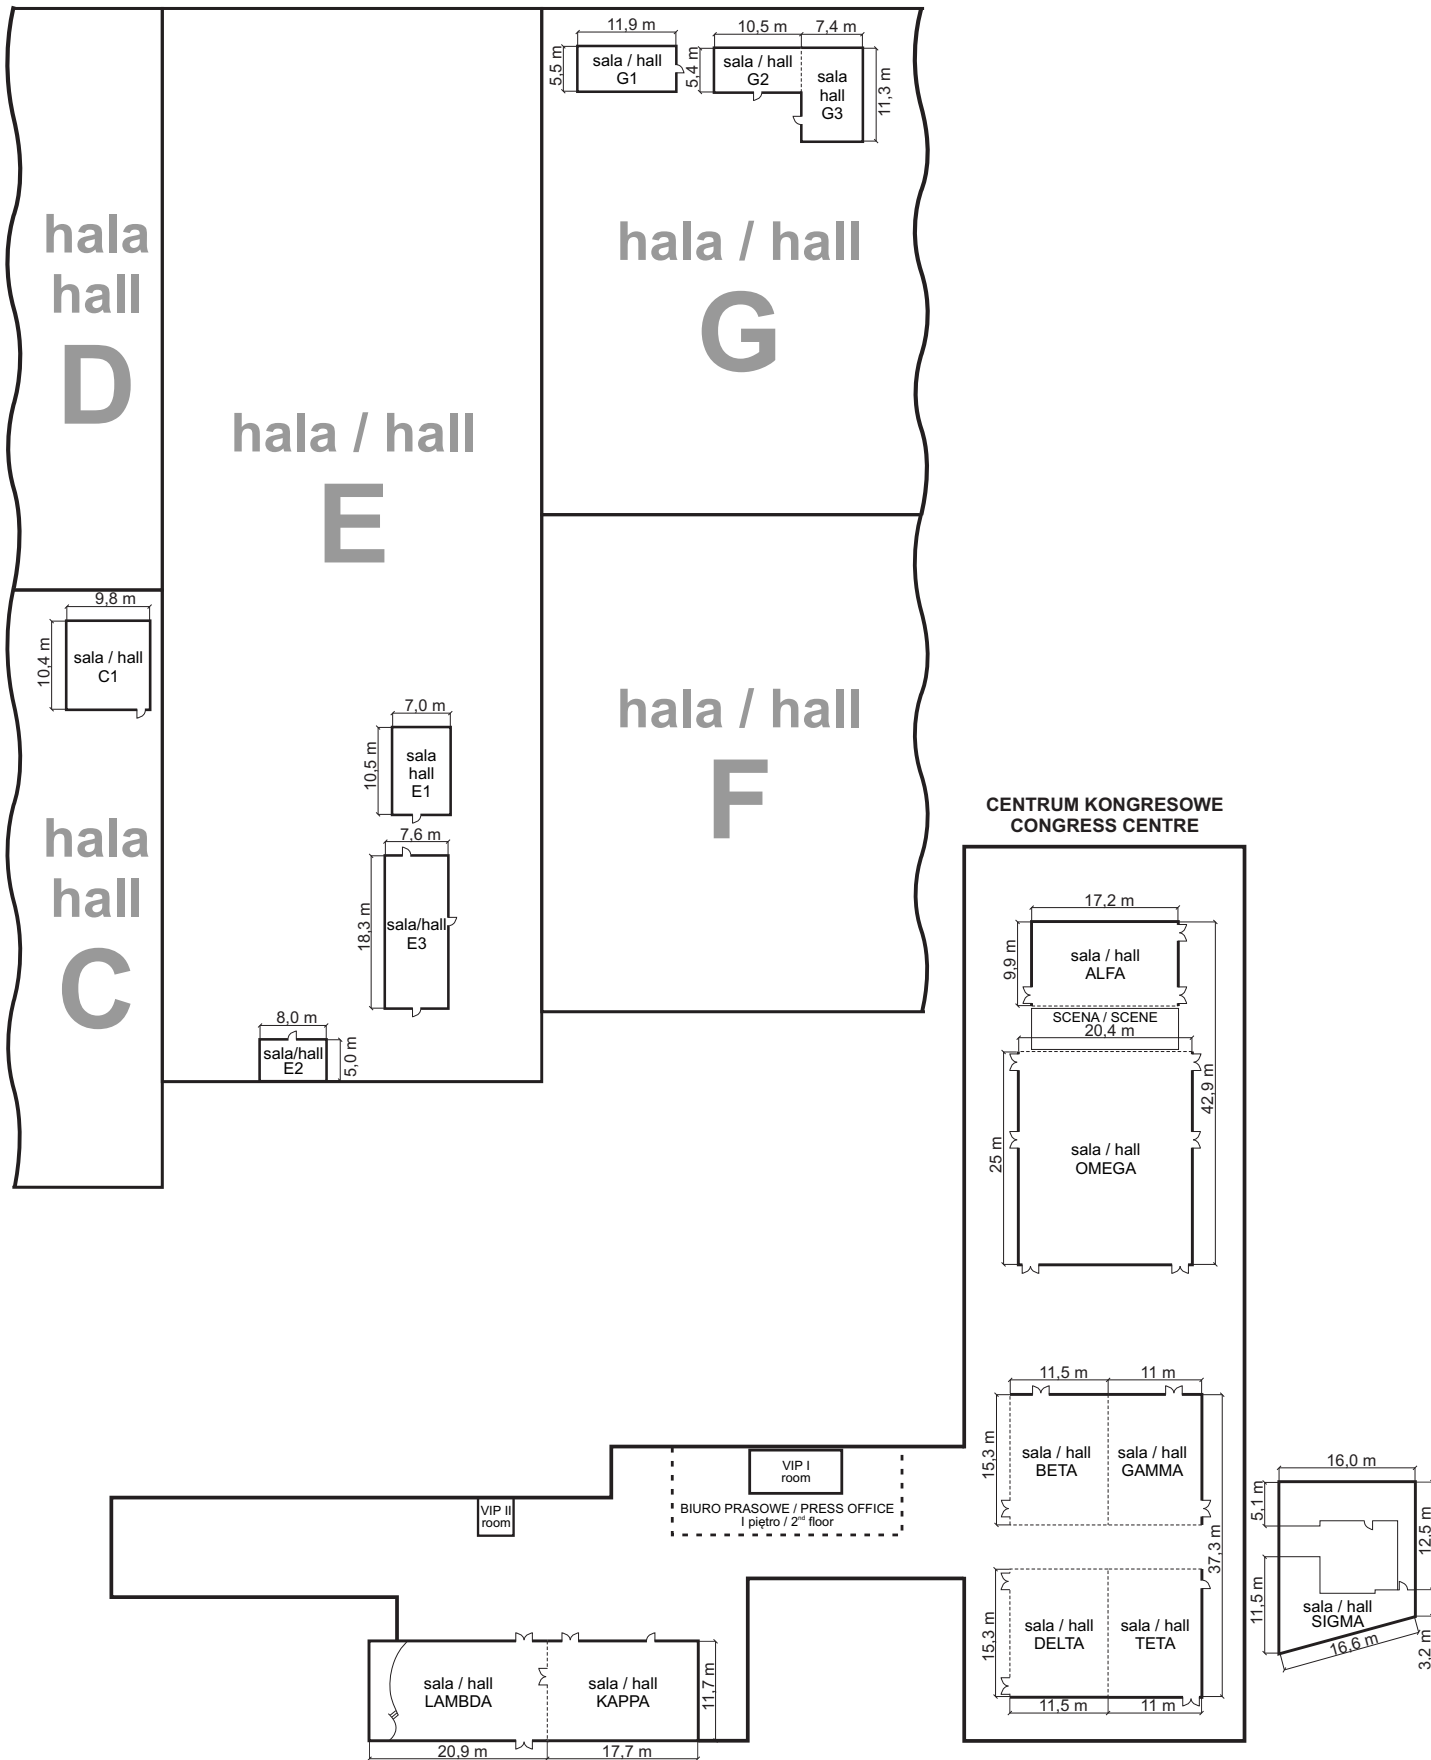 11,9 m
5,5 m
sala / hall
G1
10,5 m
7,4 m
5,4 m
sala / hall
G2
sala
hall
G3
11,3 m
hala
hall
D
hala / hall
G
hala / hall
E
9,8 m
10,4 m
sala / hall
C1
hala / hall
F
7,0 m
10,5 m
sala
hall
E1
7,6 m
18,3 m
sala/hall
E3
hala
hall
C
8,0 m
sala/hall
E2
5,0 m
CENTRUM KONGRESOWE
CONGRESS CENTRE
17,2 m
9,9 m
sala / hall
ALFA
SCENA / SCENE
20,4 m
42,9 m
25 m
sala / hall
OMEGA
11,5 m
11 m
15,3 m
sala / hall
BETA
sala / hall
GAMMA
37,3 m
VIP I
room
BIURO PRASOWE / PRESS OFFICE
I piętro / 2nd floor
VIP II
room
16,0 m
5,1 m
12,5 m
11,5 m
sala / hall
SIGMA
16,6 m
3,2 m
15,3 m
sala / hall
DELTA
sala / hall
TETA
11,5 m
11 m
sala / hall
LAMBDA
sala / hall
KAPPA
11,7 m
20,9 m
17,7 m